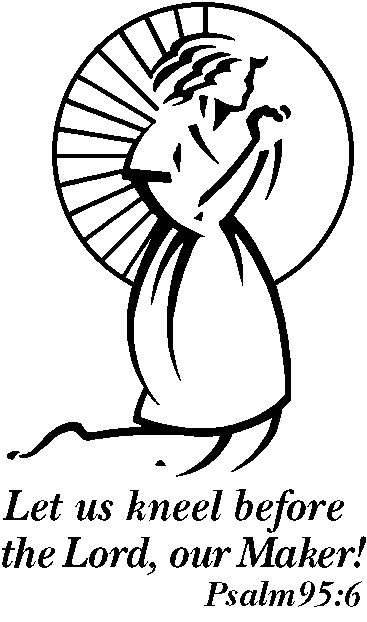 Let us kneel before
the Lord, our Maker!
Psalm95:6